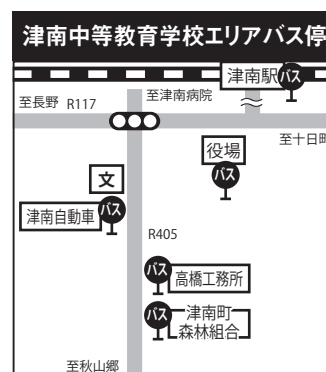 津南中等教育学校エリアバス停
津南駅
バス
至長野 R117
至津南病院
至十日町
役場
バス
文
津南自動車
バス
R405
バス
高橋工務所
バス
津南町
森林組合
至秋山郷